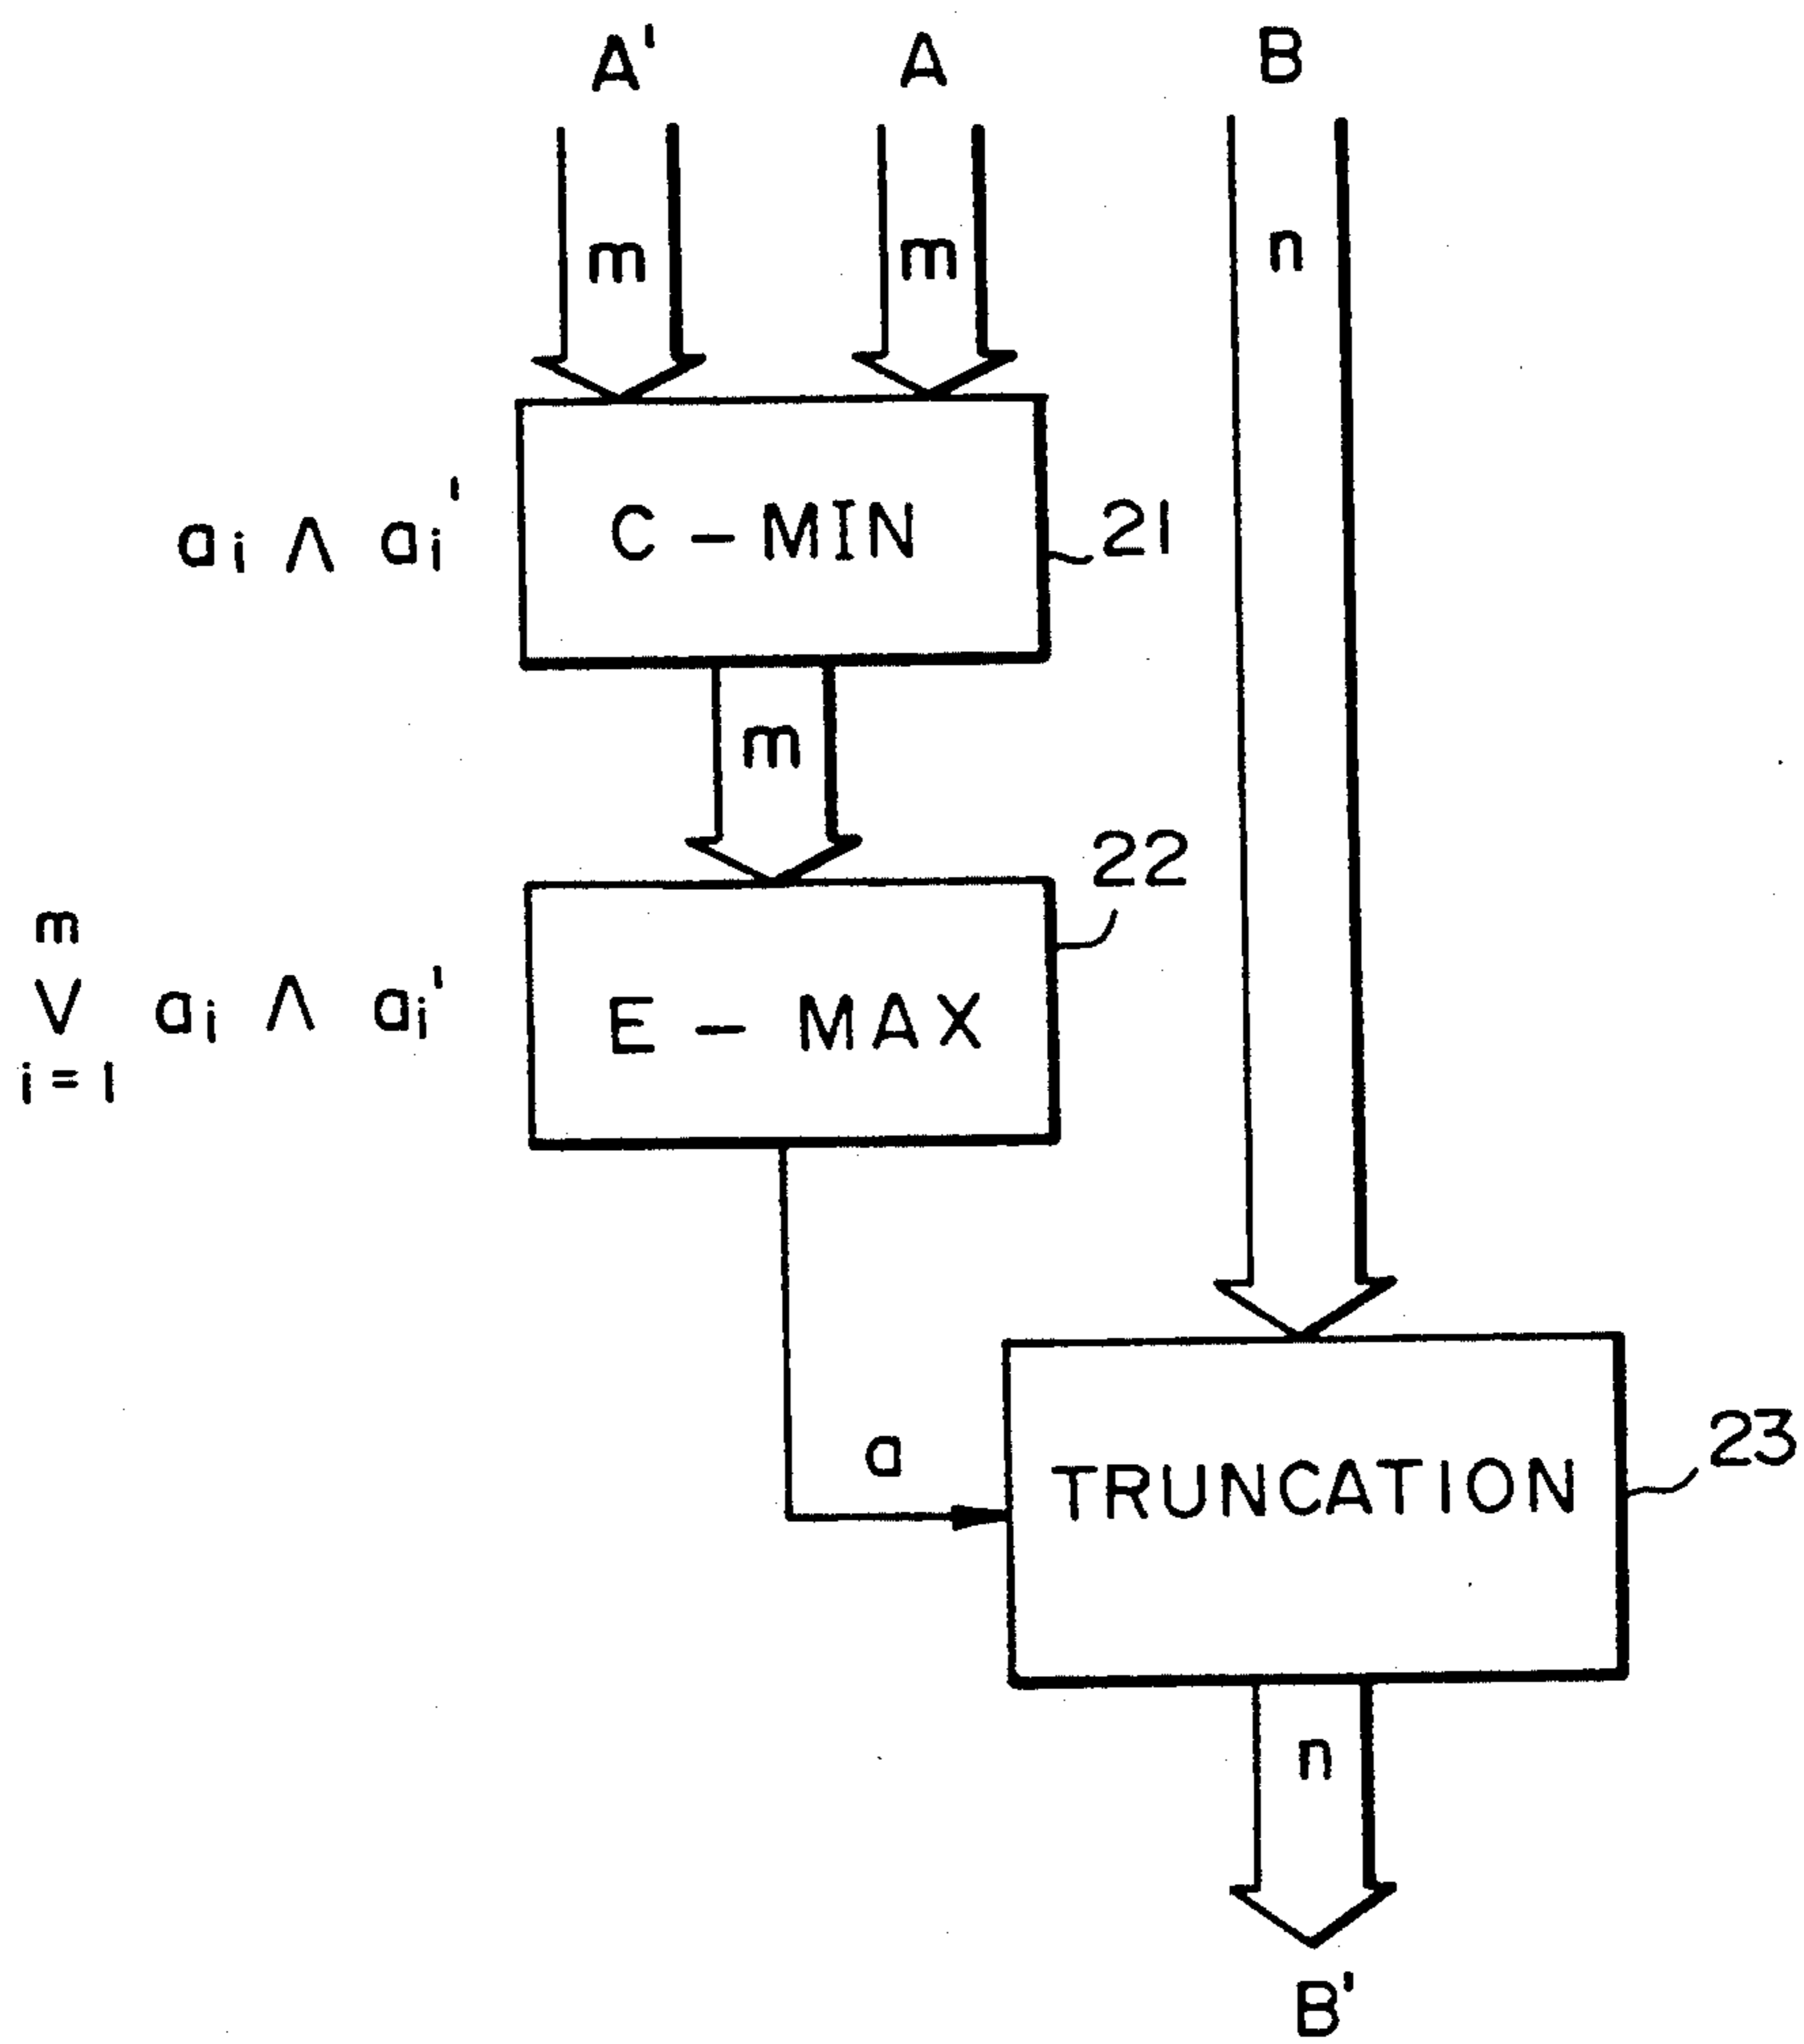 A' A B
m m n
ai Λ ai' C - MIN 21
m
22
m
V ai Λ ai' E - MAX
i = 1
a TRUNCATION 23
n
B'